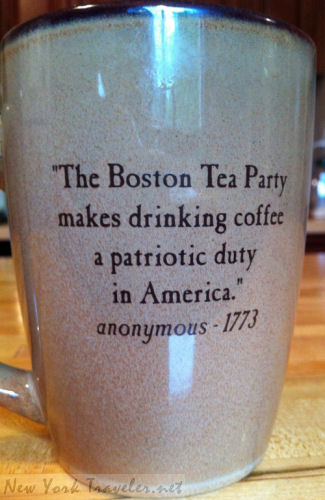 "The Boston Tea Party
makes drinking coffee
a patriotic duty
in America."
anonymous - 1773
New York Traveler.net